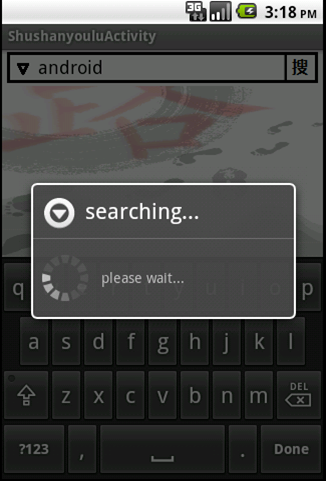 3G 3:18 PM
ShushanyouluActivity
android 搜
searching...
please wait...
q p
a s d f g h j k l
z x c v b n m DEL
?123 , . Done